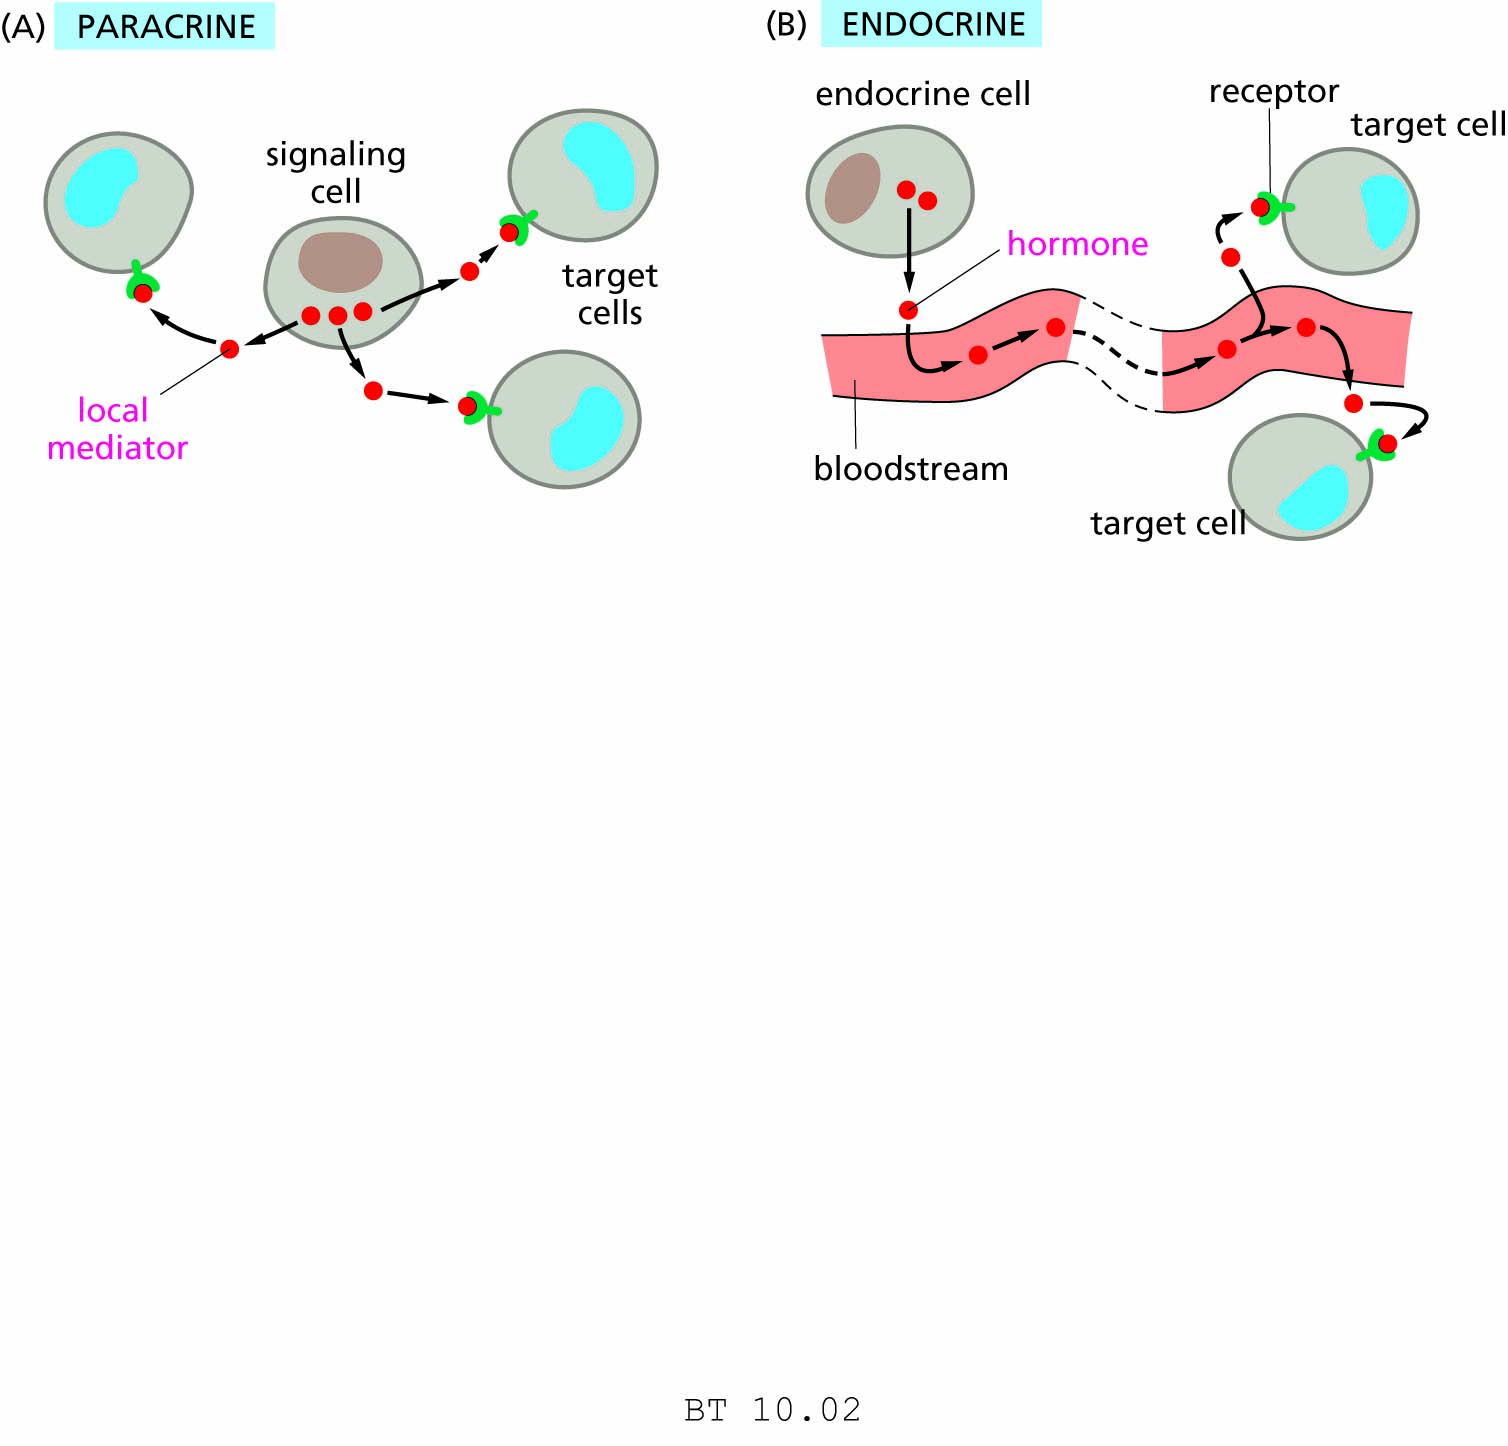 (A) PARACRINE
signaling
cell
target
cells
local
mediator
(B) ENDOCRINE
endocrine cell
receptor
target cell
hormone
bloodstream
target cell
BT 10.02